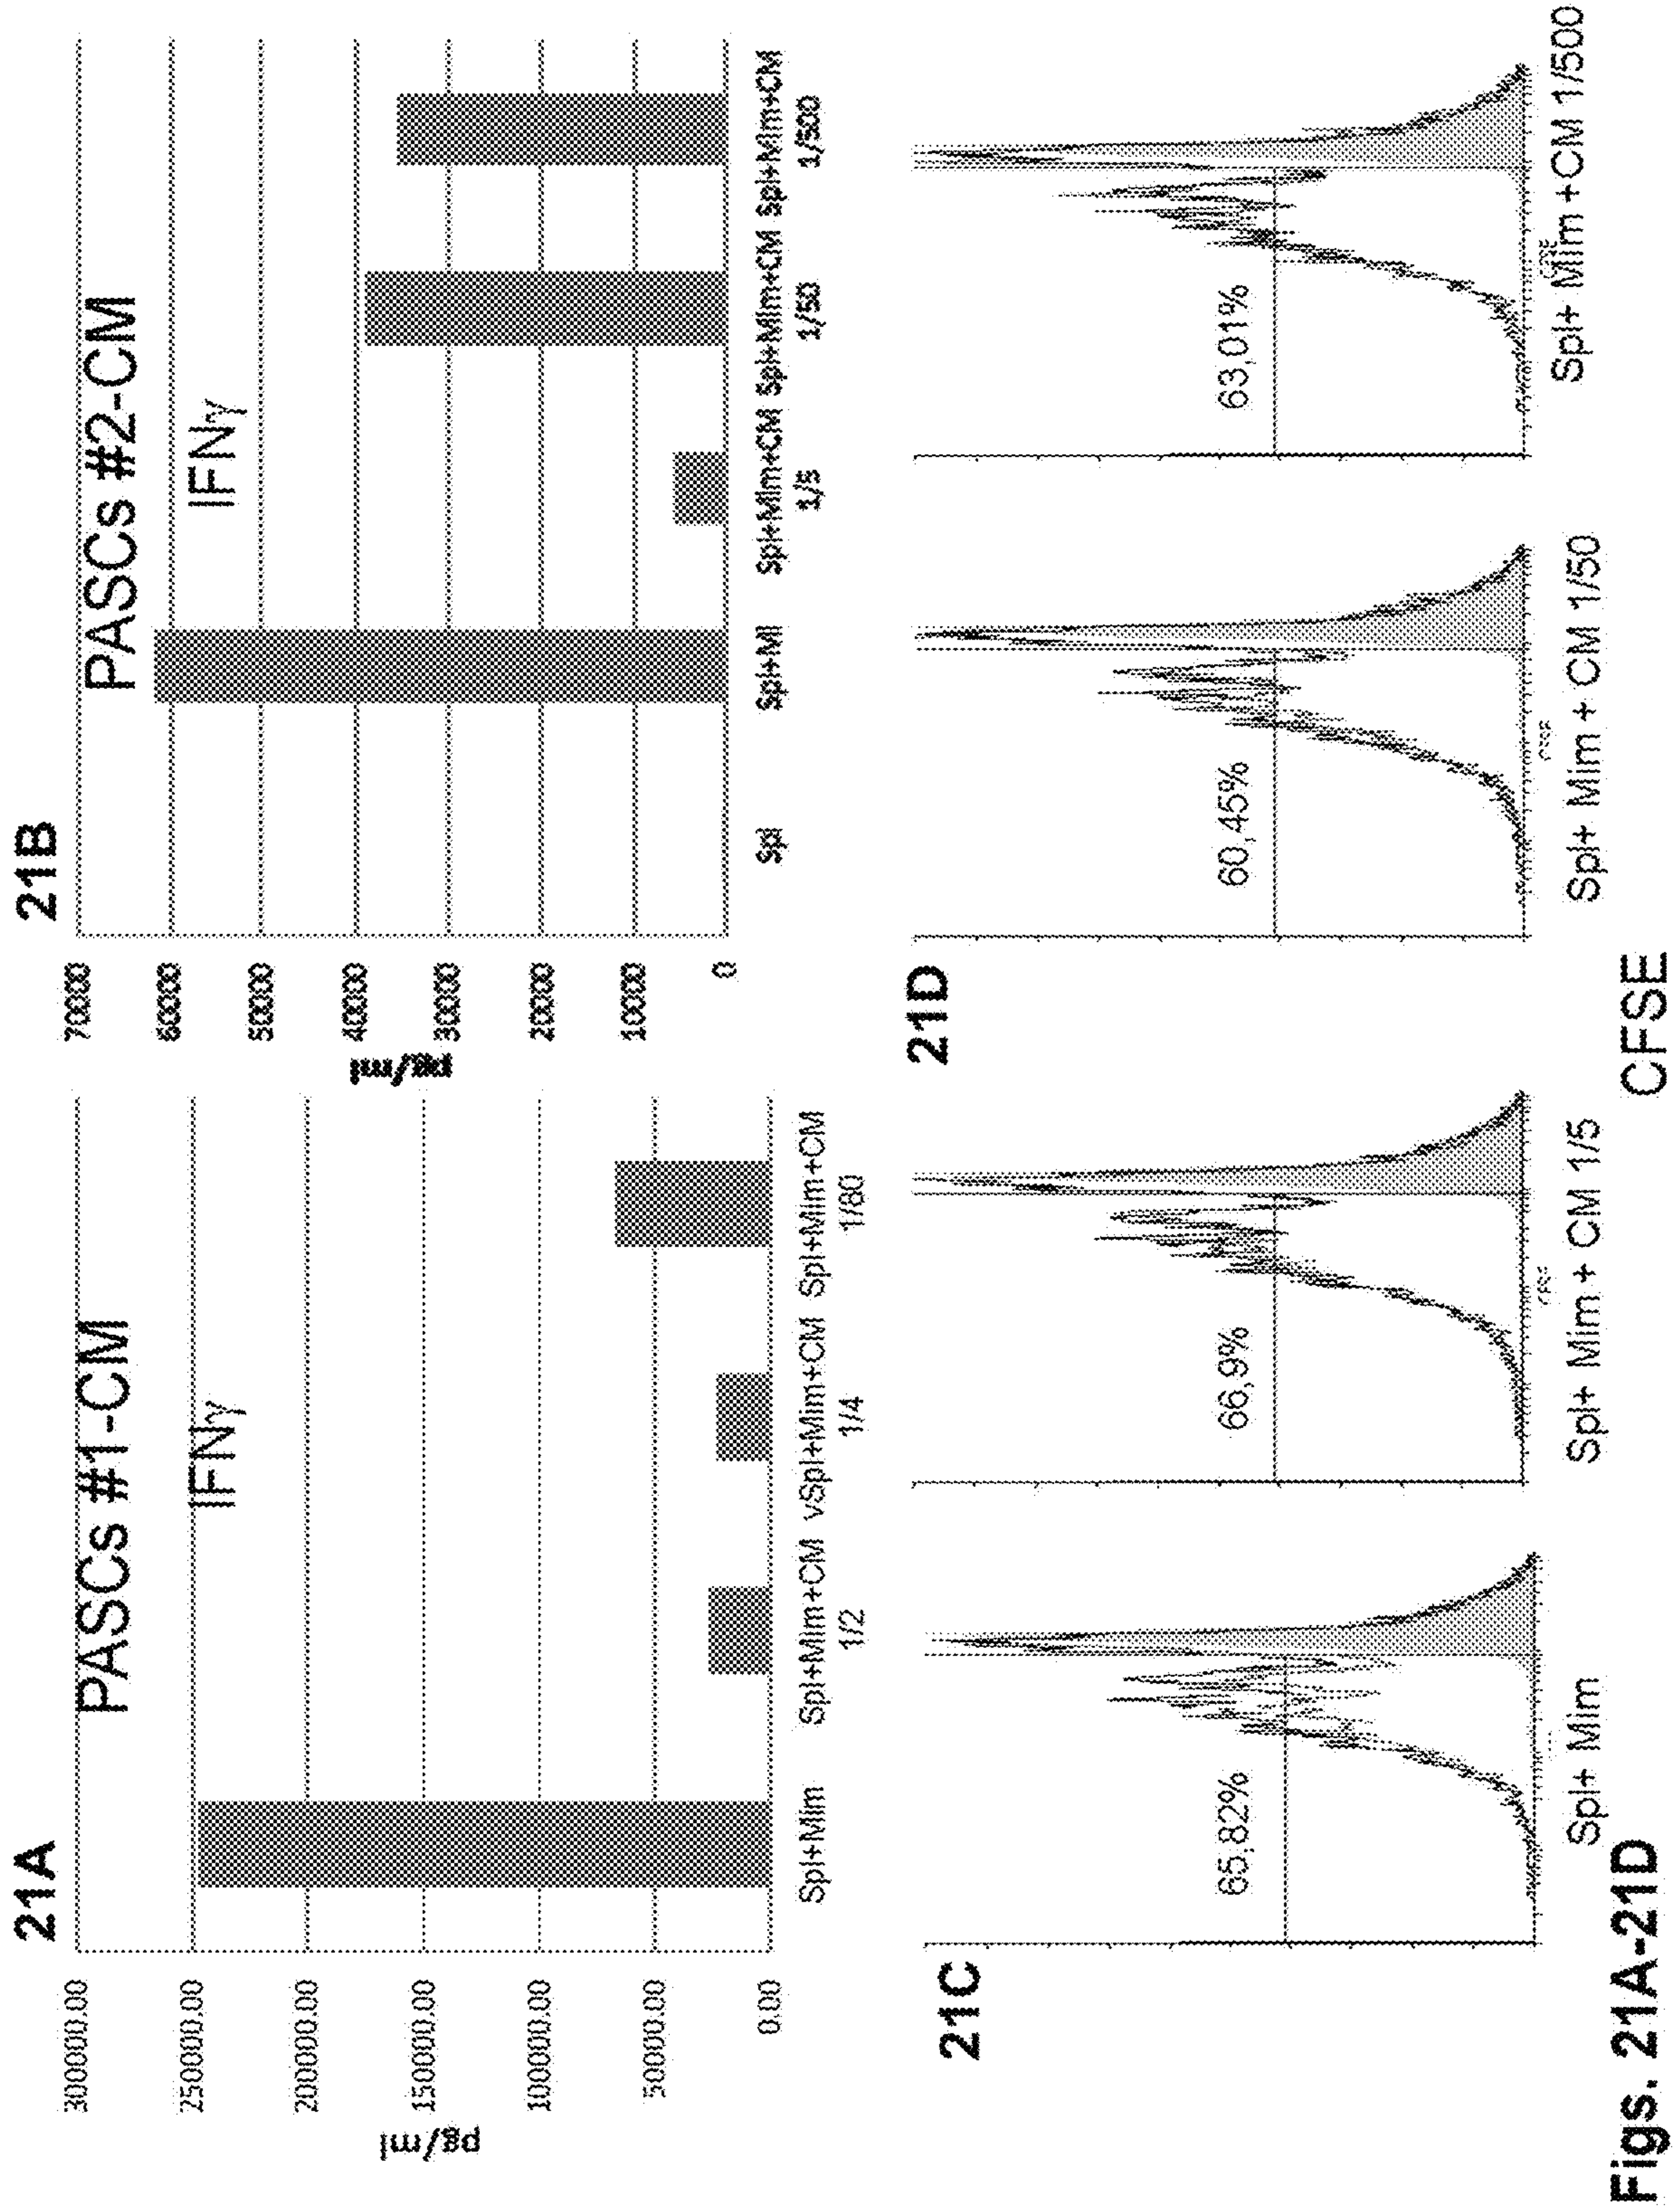 21A
PASCs #1-CM
IFNγ
pg/ml
300000.00
250000.00
200000.00
150000.00
100000.00
50000.00
0.00
Spl+Mim
Spl+Mim+CM
1/2
vSpl+Mim+CM
1/4
Spl+Mim+CM
1/80
21B
PASCs #2-CM
IFNγ
pg/ml
70000
60000
50000
40000
30000
20000
10000
0
Spl
Spl+MI
Spl+MIm+CM
1/5
Spl+MIm+CM
1/50
Spl+MIm+CM
1/500
21C
65,82%
Spl+ Mim
66,9%
Spl+ Mim + CM 1/5
21D
60,45%
Spl+ Mim + CM 1/50
63,01%
Spl+ Mim +CM 1/500
CFSE
Figs. 21A-21D